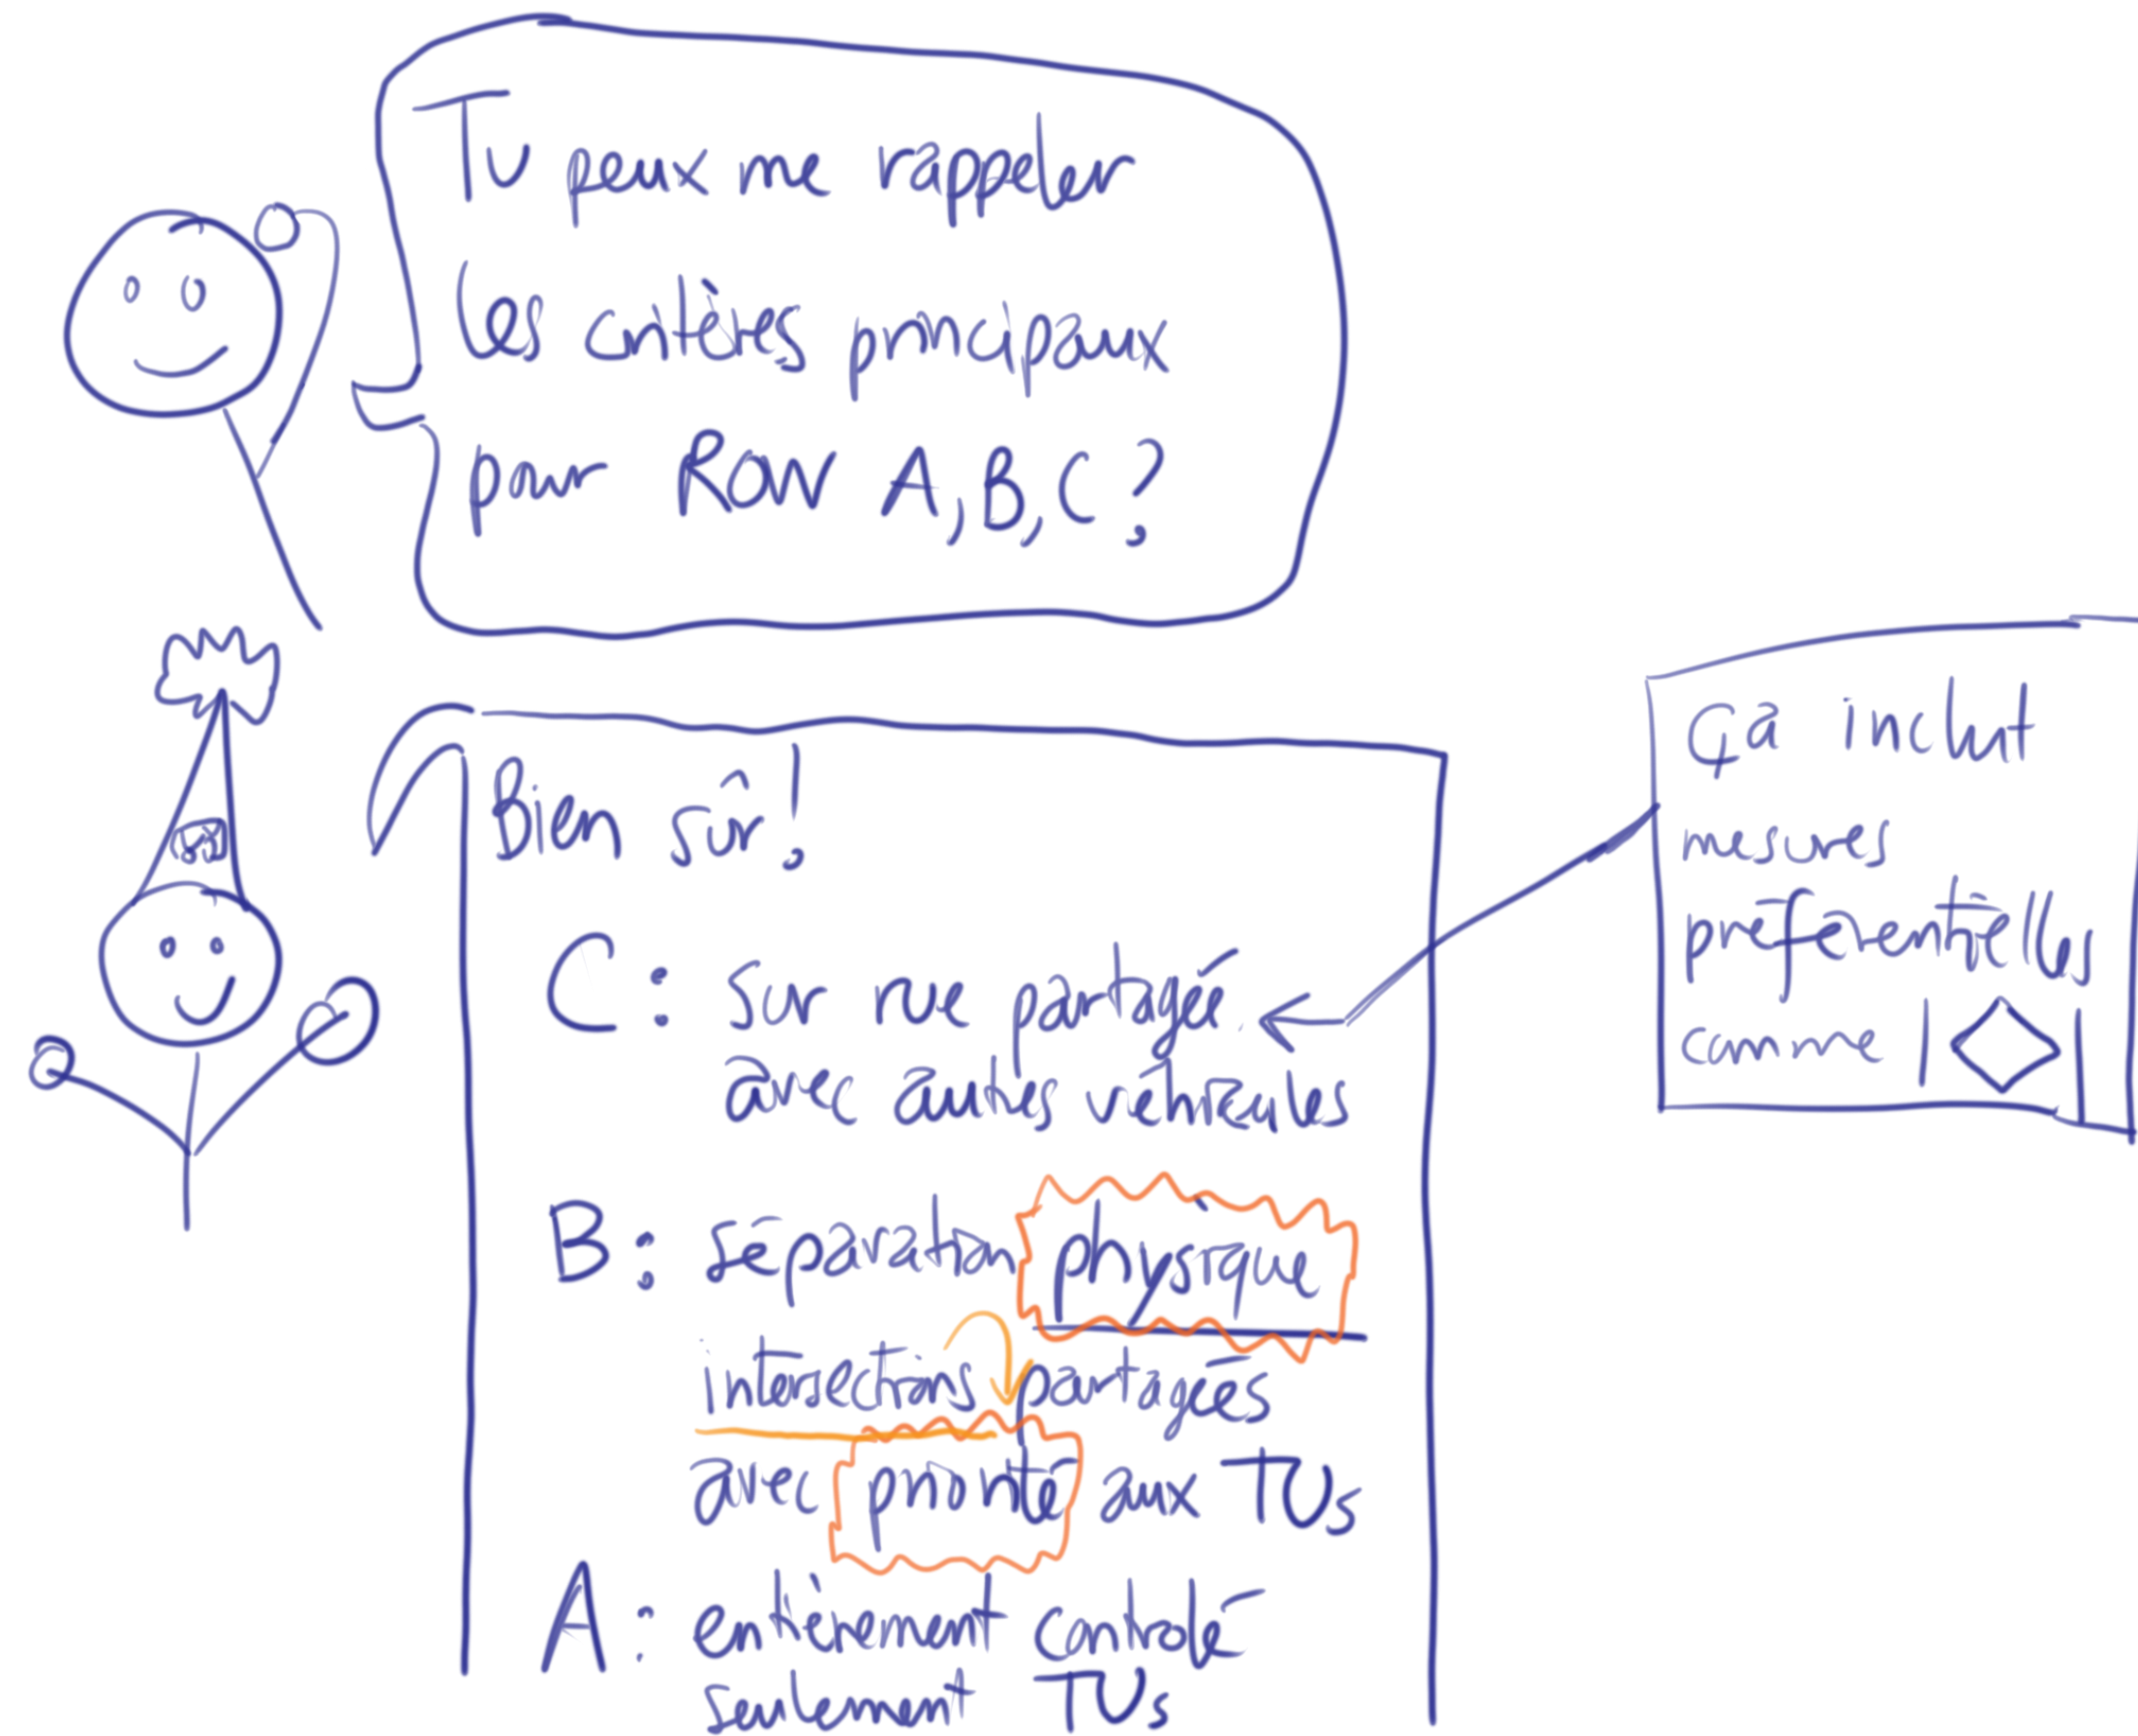 Tu peux me rappeler
les critères principaux
pour ROW A, B, C?
Bien sûr!
C: Sur rue partagée.
avec autres véhicules
B: séparation physique
intersections partagées
avec priorité aux TUs
A: entièrement contrôlé
seulement TUs
Ça inclut
mesures
préférentielles
comme